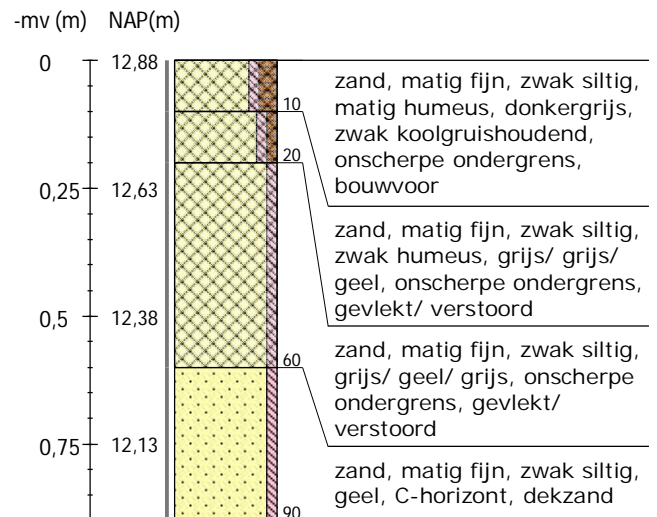 -mv (m) NAP(m)
0 12,88
zand, matig fijn, zwak siltig,
matig humeus, donkergrijs,
zwak koolgruishoudend,
onscherpe ondergrens,
bouwvoor
10
20
0,25 12,63
zand, matig fijn, zwak siltig,
zwak humeus, grijs/ grijs/
geel, onscherpe ondergrens,
gevlekt/ verstoord
0,5 12,38
zand, matig fijn, zwak siltig,
grijs/ geel/ grijs, onscherpe
ondergrens, gevlekt/
verstoord
60
0,75 12,13
zand, matig fijn, zwak siltig,
geel, C-horizont, dekzand
90